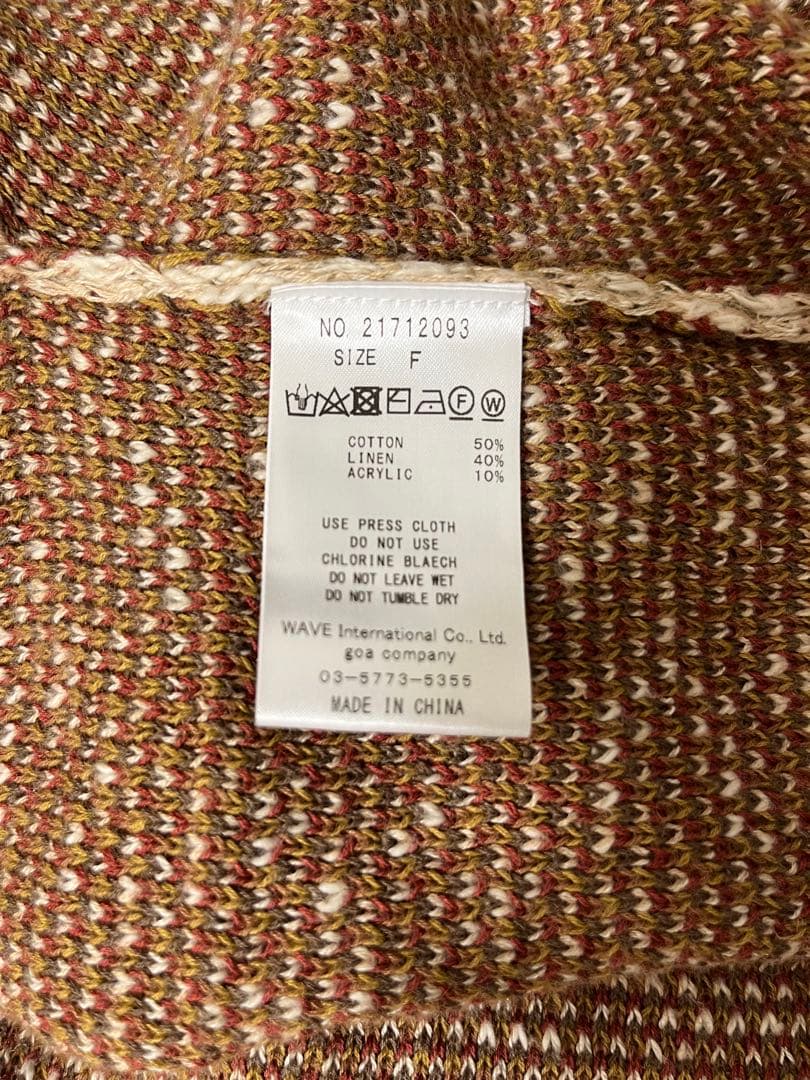 NO. 21712093
SIZE F
F W
COTTON 50%
LINEN 40%
ACRYLIC 10%
USE PRESS CLOTH
DO NOT USE
CHLORINE BLAECH
DO NOT LEAVE WET
DO NOT TUMBLE DRY
WAVE International Co., Ltd.
goa company
03-5773-5355
MADE IN CHINA